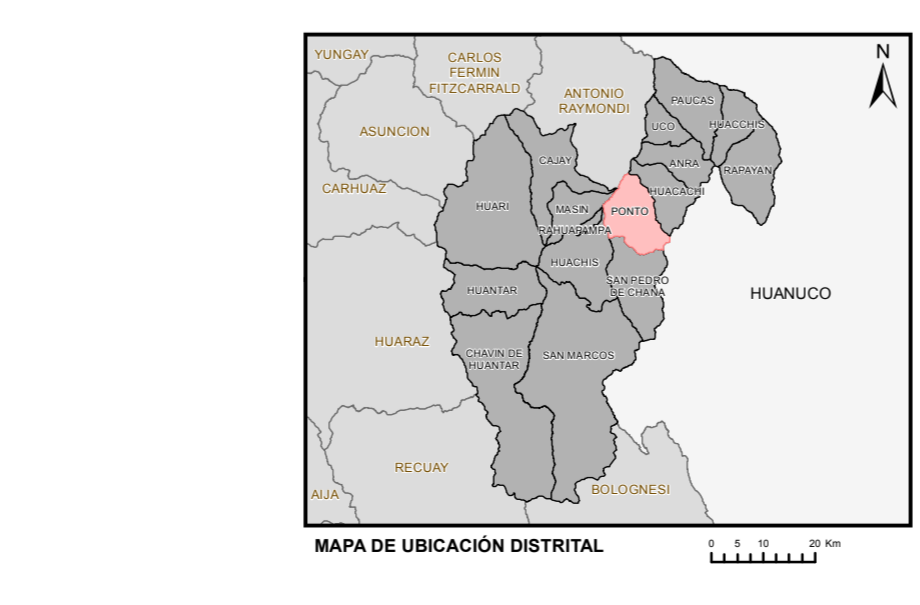 YUNGAY
CARLOS
FERMIN
FITZCARRALD
N
ANTONIO
RAYMONDI
PAUCAS
ASUNCION
UCO
HUACCHIS
CAJAY
ANRA
RAPAYAN
CARHUAZ
HUACACHI
HUARI
MASIN
PONTO
RAHUAPAMPA
HUACHIS
HUANTAR
SAN PEDRO
DE CHANA
HUANUCO
HUARAZ
CHAVIN DE
HUANTAR
SAN MARCOS
RECUAY
AIJA
BOLOGNESI
MAPA DE UBICACIÓN DISTRITAL
0 5 10 20 Km